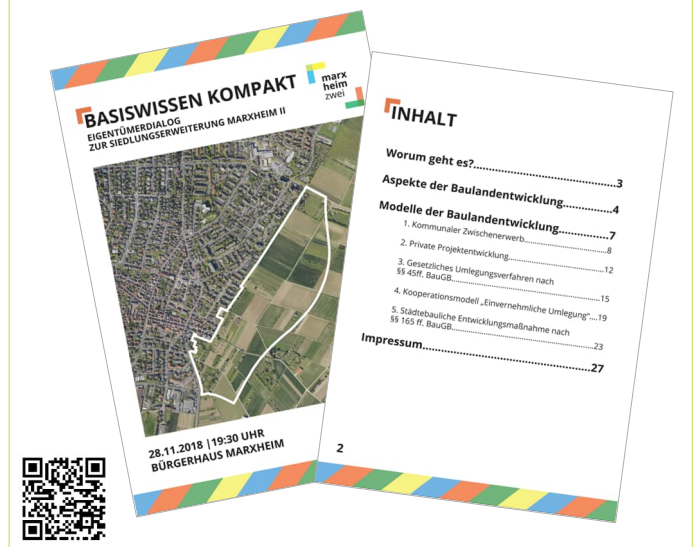 BASISWISSEN KOMPAKT
EIGENTÜMERDIALOG
ZUR SIEDLUNGSERWEITERUNG MARXHEIM II
marx
heim
zwei
28.11.2018 |19:30 UHR
BÜRGERHAUS MARXHEIM
INHALT
Worum geht es?.....................................3
Aspekte der Baulandentwicklung.............4
Modelle der Baulandentwicklung.............7
1. Kommunaler Zwischenerwerb.........................8
2. Private Projektentwicklung.............................12
3. Gesetzliches Umlegungsverfahren nach
§§ 45ff. BauGB..................................................15
4. Kooperationsmodell „Einvernehmliche Umlegung“....19
5. Städtebauliche Entwicklungsmaßnahme nach
§§ 165 ff. BauGB...............................................23
Impressum...........................................27
2